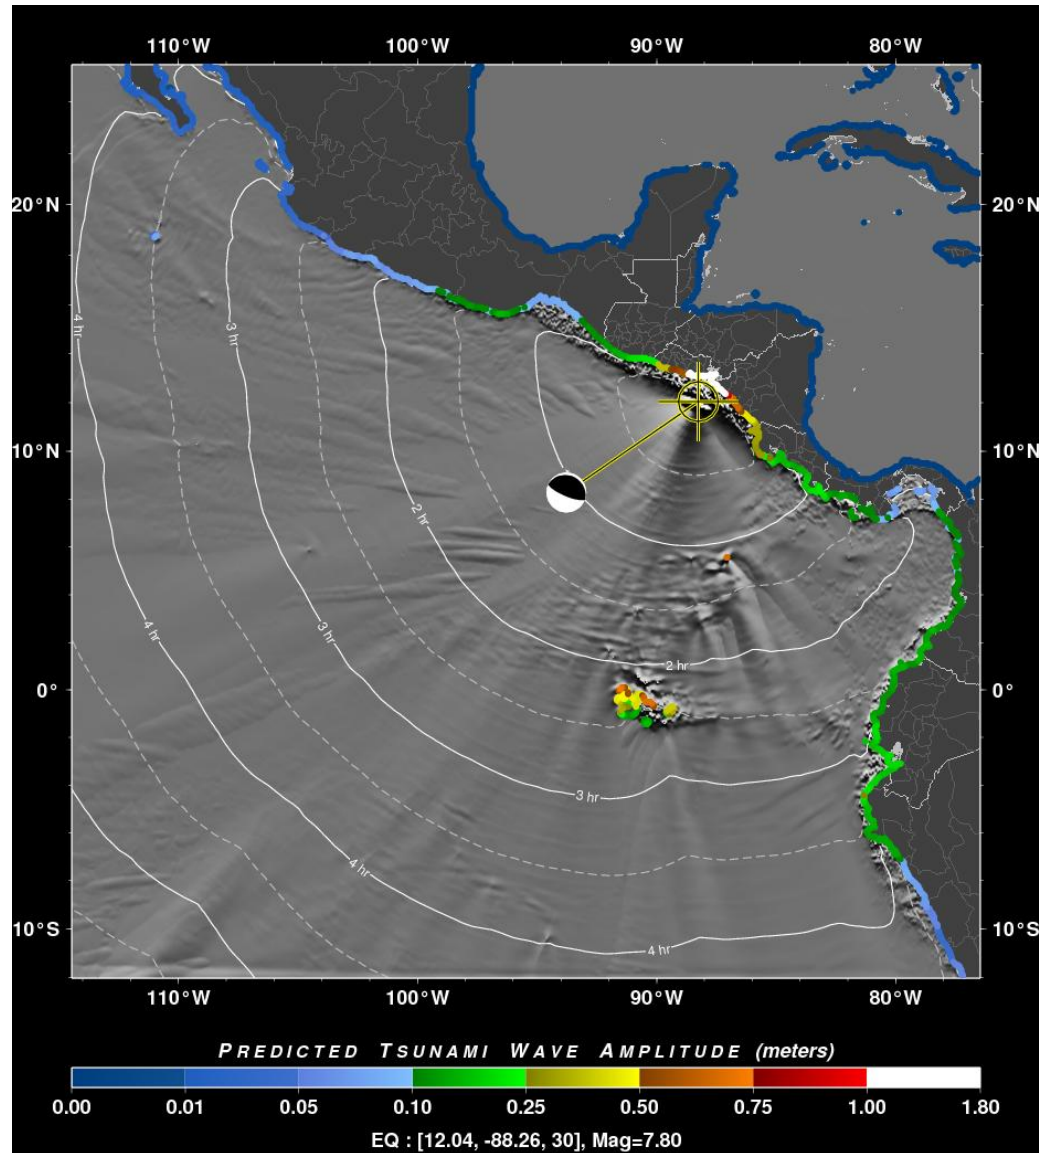 110°W 100°W 90°W 80°W
20°N 20°N
10°N 10°N
0° 0°
10°S 10°S
4 hr
3 hr
2 hr
4 hr
3 hr
2 hr
3 hr
4 hr
4 hr
110°W 100°W 90°W 80°W
PREDICTED TSUNAMI WAVE AMPLITUDE (meters)
0.00 0.01 0.05 0.10 0.25 0.50 0.75 1.00 1.80
EQ : [12.04, -88.26, 30], Mag=7.80